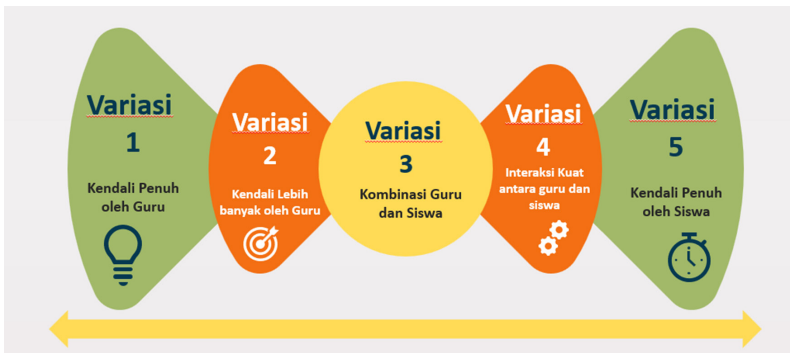 Variasi
1
Kendali Penuh
oleh Guru
Variasi
2
Kendali Lebih
banyak oleh Guru
Variasi
3
Kombinasi Guru
dan Siswa
Variasi
4
Interaksi Kuat
antara guru dan
siswa
Variasi
5
Kendali Penuh
oleh Siswa